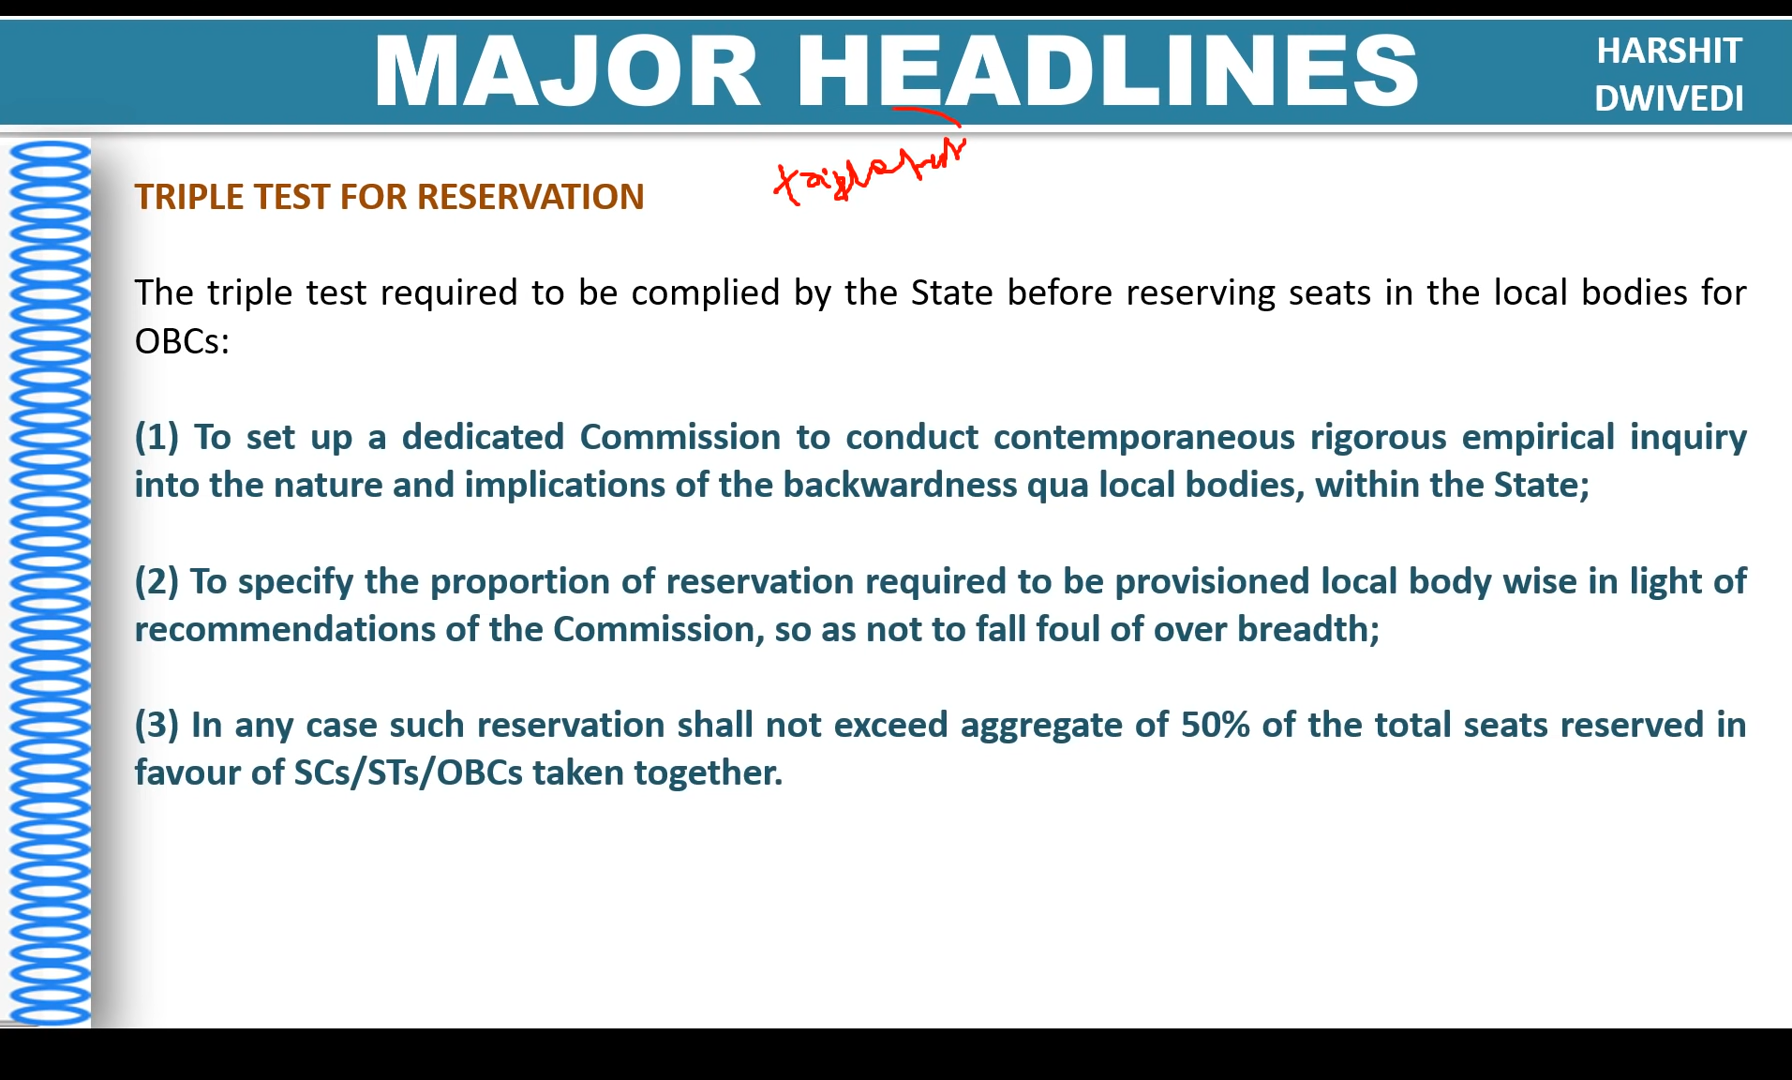 MAJOR HEADLINES
HARSHIT
DWIVEDI
triple test
TRIPLE TEST FOR RESERVATION
The triple test required to be complied by the State before reserving seats in the local bodies for
OBCs:
(1) To set up a dedicated Commission to conduct contemporaneous rigorous empirical inquiry
into the nature and implications of the backwardness qua local bodies, within the State;
(2) To specify the proportion of reservation required to be provisioned local body wise in light of
recommendations of the Commission, so as not to fall foul of over breadth;
(3) In any case such reservation shall not exceed aggregate of 50% of the total seats reserved in
favour of SCs/STs/OBCs taken together.